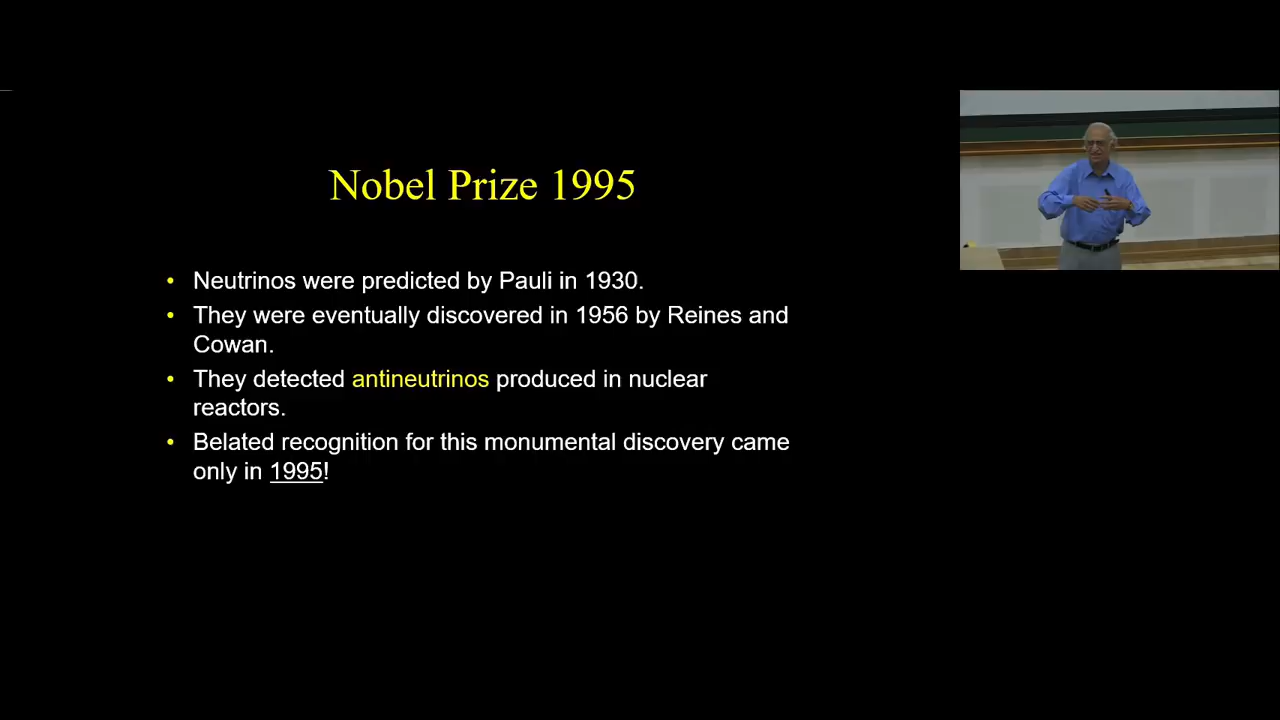 Nobel Prize 1995
• Neutrinos were predicted by Pauli in 1930.
• They were eventually discovered in 1956 by Reines and
Cowan.
• They detected antineutrinos produced in nuclear
reactors.
• Belated recognition for this monumental discovery came
only in 1995!